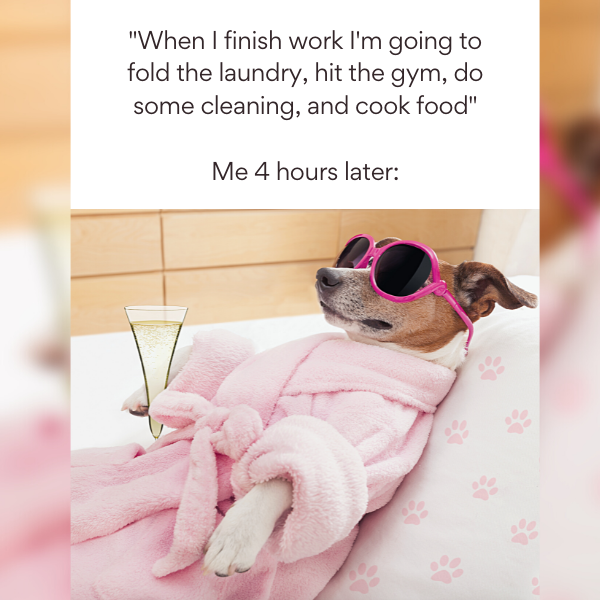 "When I finish work I'm going to
fold the laundry, hit the gym, do
some cleaning, and cook food"
Me 4 hours later: